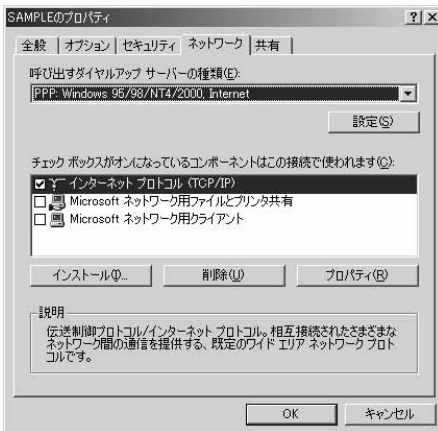 SAMPLEのプロパティ
全般 オプション セキュリティ ネットワーク 共有
呼び出すダイヤルアップ サーバーの種類(E):
PPP: Windows 95/98/NT4/2000, Internet
設定(S)
チェック ボックスがオンになっているコンポーネントはこの接続で使われます(C):
インターネット プロトコル (TCP/IP)
Microsoft ネットワーク用ファイルとプリンタ共有
Microsoft ネットワーク用クライアント
インストール(I)... 削除(U) プロパティ(R)
説明
伝送制御プロトコル/インターネット プロトコル。相互接続されたさまざまな
ネットワーク間の通信を提供する、既定のワイド エリア ネットワーク プロト
コルです。
OK キャンセル